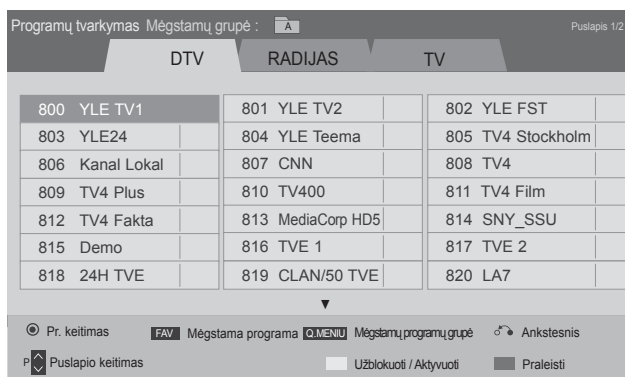 Programų tvarkymas Mėgstamų grupė : A Puslapis 1/2
DTV RADIJAS TV
800 YLE TV1 801 YLE TV2 802 YLE FST
803 YLE24 804 YLE Teema 805 TV4 Stockholm
806 Kanal Lokal 807 CNN 808 TV4
809 TV4 Plus 810 TV400 811 TV4 Film
812 TV4 Fakta 813 MediaCorp HD5 814 SNY_SSU
815 Demo 816 TVE 1 817 TVE 2
818 24H TVE 819 CLAN/50 TVE 820 LA7
Pr. keitimas FAV Mėgstama programa Q.MENIU Mėgstamų programų grupė Ankstesnis
P Puslapio keitimas Užblokuoti / Aktyvuoti Praleisti